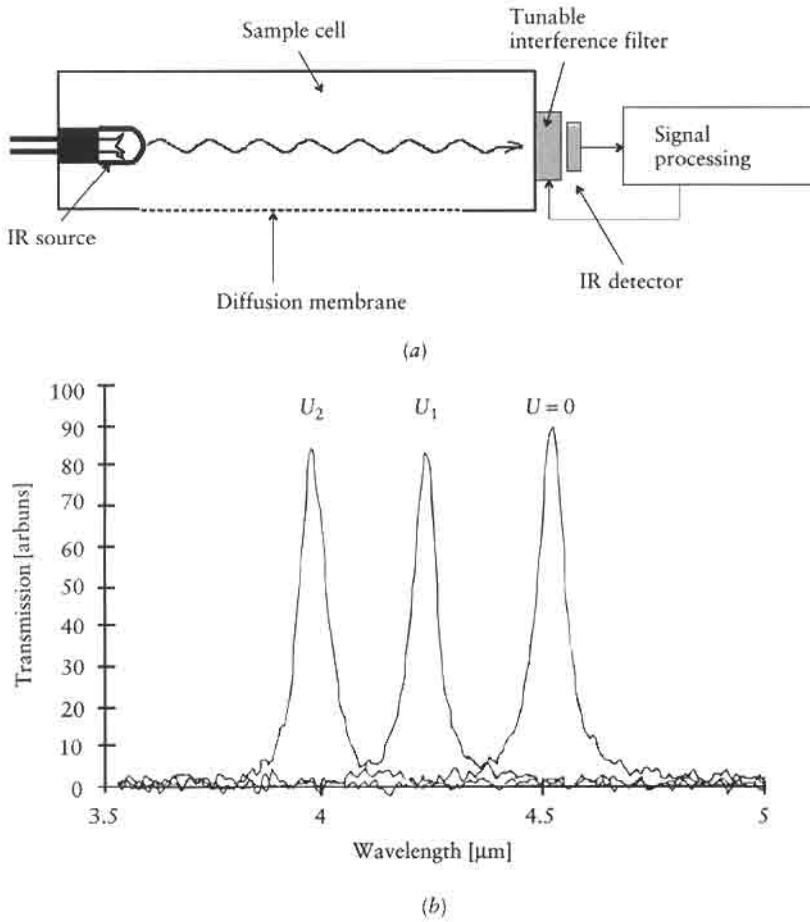 Sample cell
Tunable
interference filter
Signal
processing
IR source
IR detector
Diffusion membrane
(a)
100
90
80
70
60
50
40
30
20
10
0
Transmission [arbuns]
U₂
U₁
U = 0
3.5
4
4.5
5
Wavelength [µm]
(b)